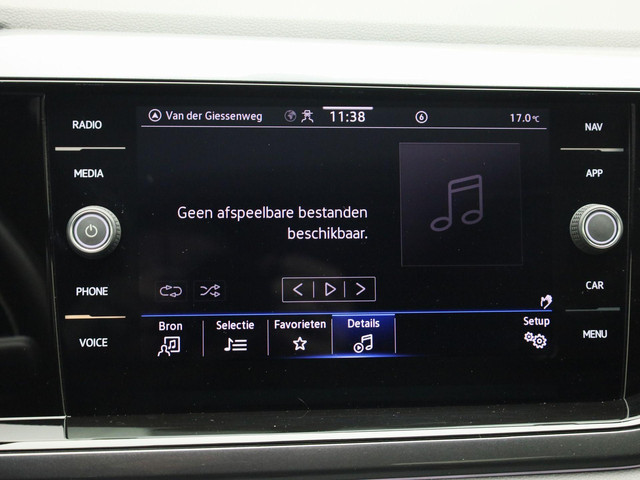 RADIO
MEDIA
PHONE
VOICE
Van der Giessenweg
11:38
6
17.0°C
Geen afspeelbare bestanden
beschikbaar.
Bron
Selectie
Favorieten
Details
Setup
NAV
APP
CAR
MENU